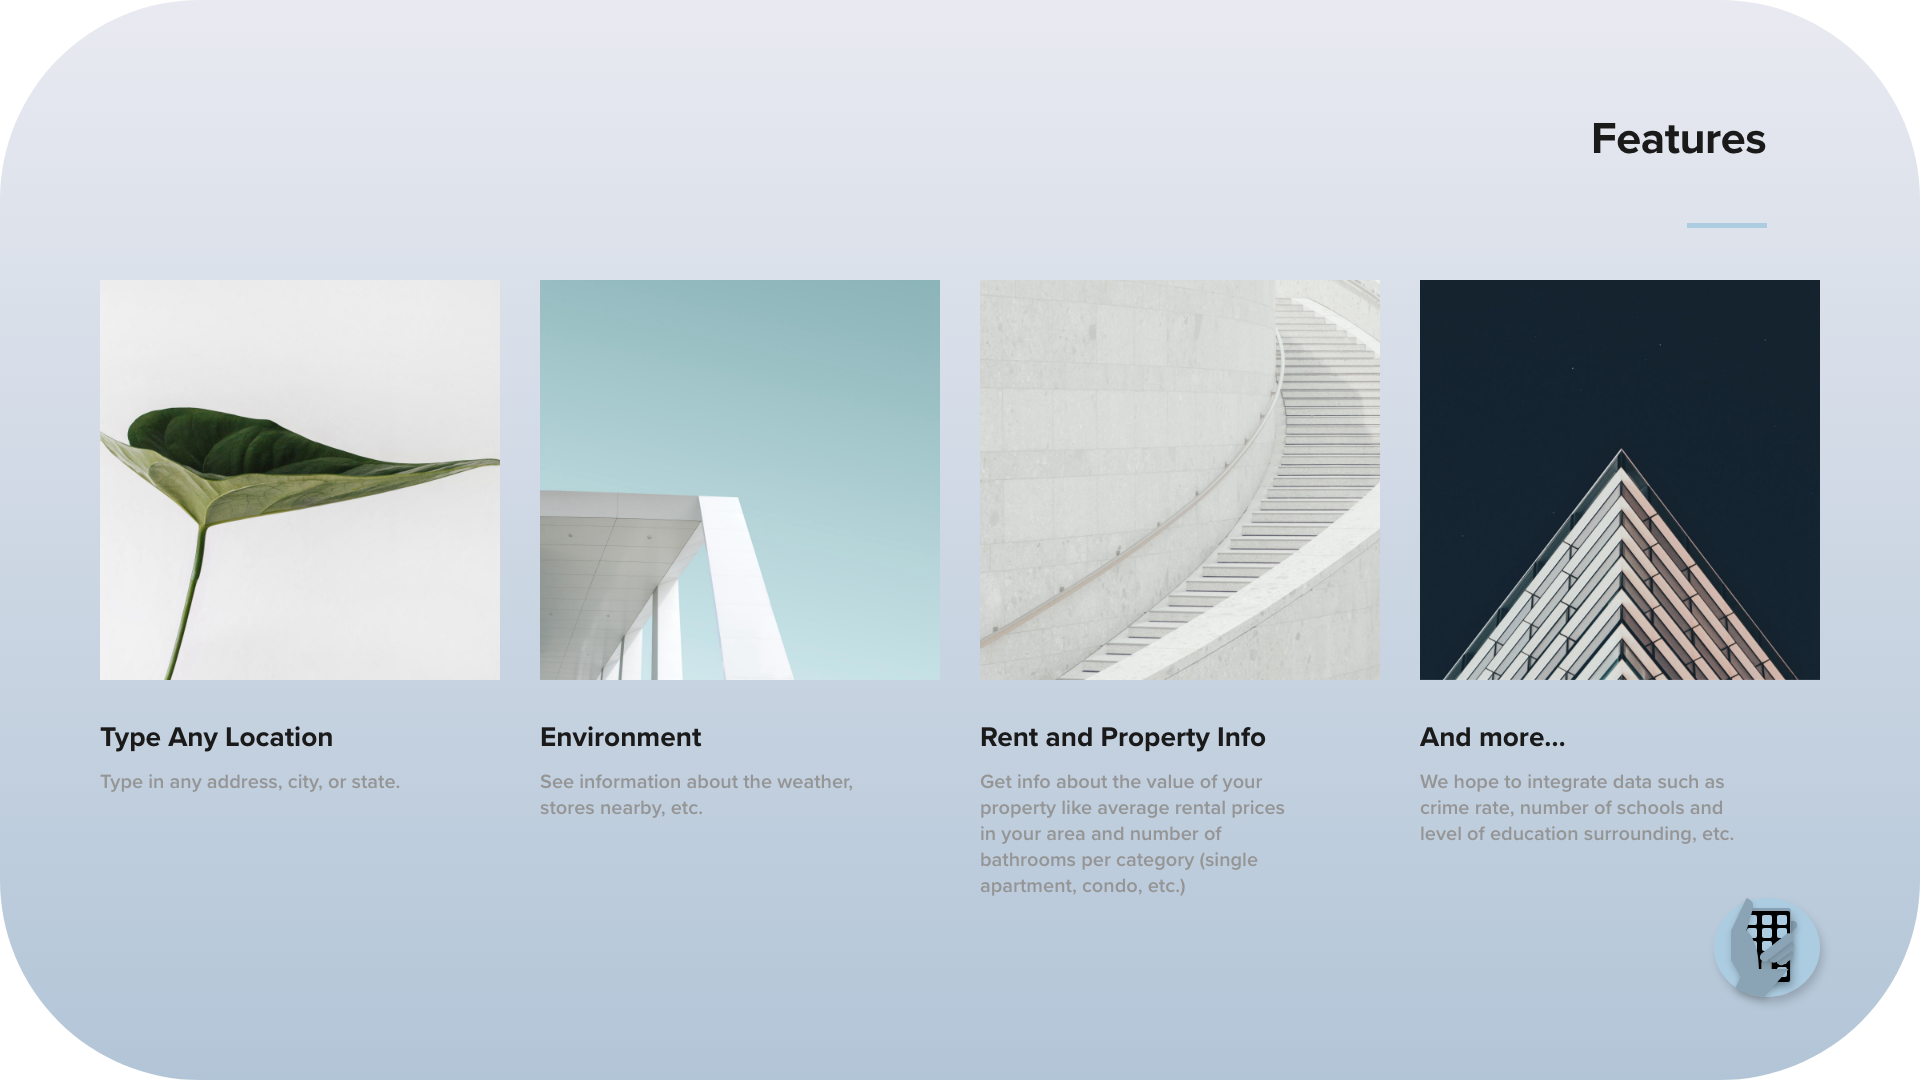 Features
Type Any Location
Type in any address, city, or state.
Environment
See information about the weather,
stores nearby, etc.
Rent and Property Info
Get info about the value of your
property like average rental prices
in your area and number of
bathrooms per category (single
apartment, condo, etc.)
And more...
We hope to integrate data such as
crime rate, number of schools and
level of education surrounding, etc.